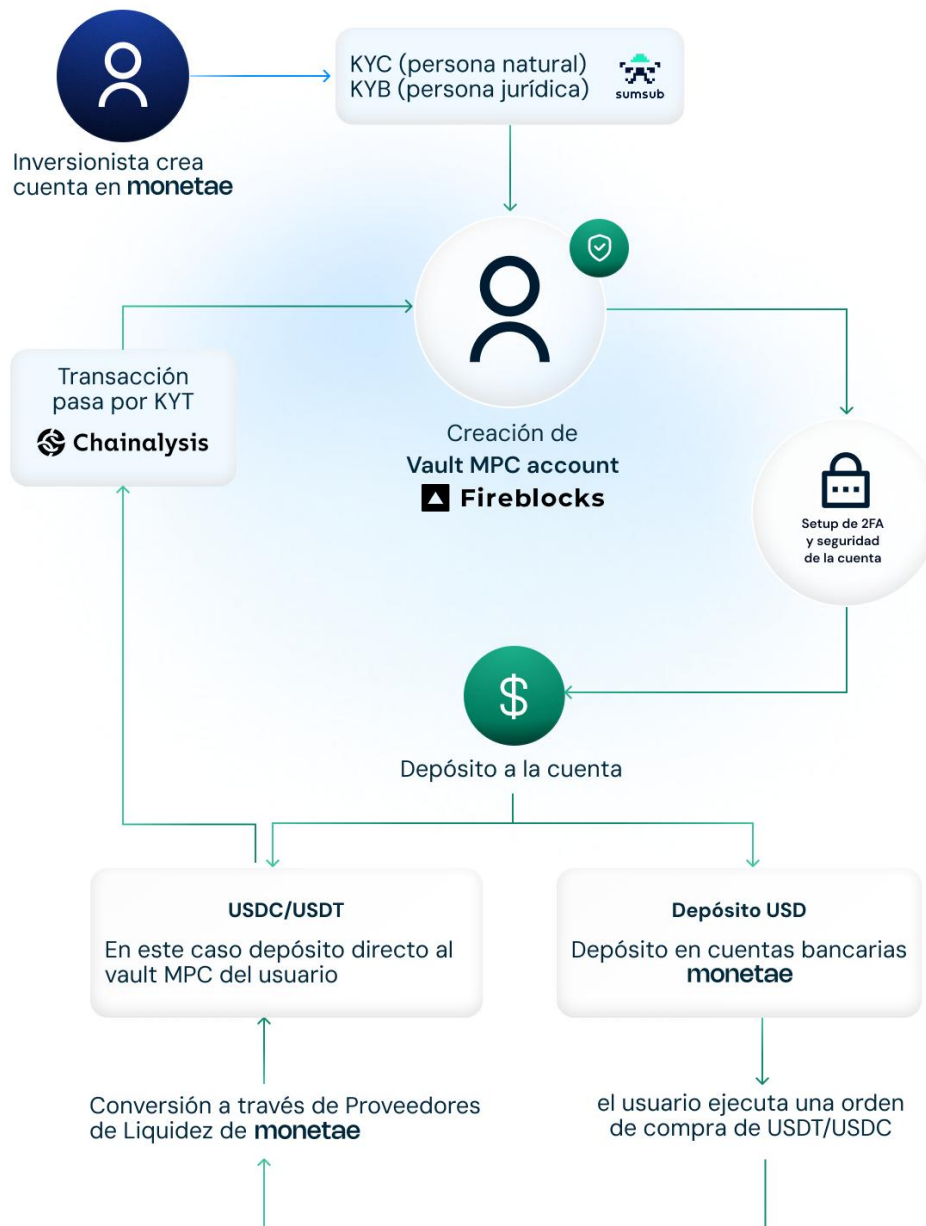 KYC (persona natural)
KYB (persona jurídica)
sumsub
Inversionista crea
cuenta en monetae
Transacción
pasa por KYT
Chainalysis
Creación de
Vault MPC account
Fireblocks
Setup de 2FA
y seguridad
de la cuenta
$
Depósito a la cuenta
USDC/USDT
En este caso depósito directo al
vault MPC del usuario
Depósito USD
Depósito en cuentas bancarias
monetae
Conversión a través de Proveedores
de Liquidez de monetae
el usuario ejecuta una orden
de compra de USDT/USDC